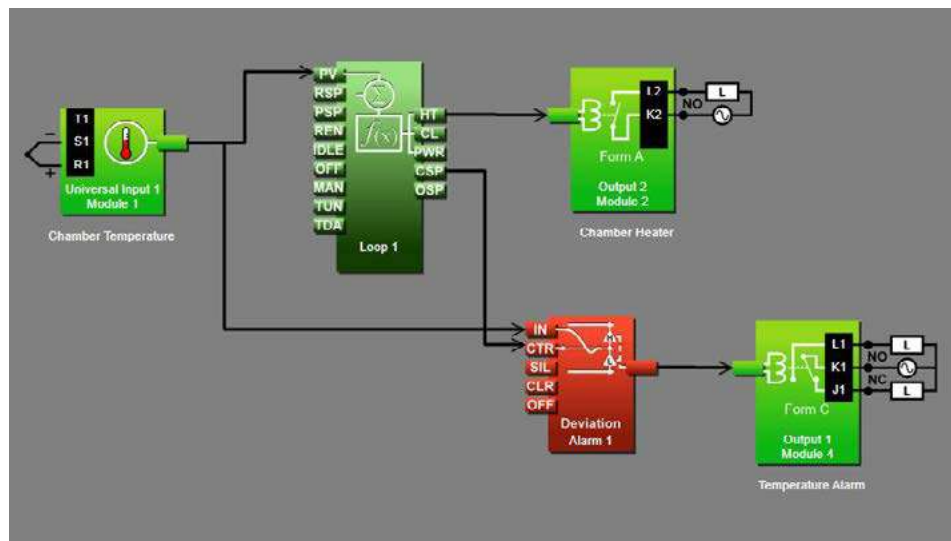 T1
S1
R1
−
+
Universal Input 1
Module 1
Chamber Temperature
PV
RSP
PSP
REN
IDLE
OFF
MAN
TUN
TDA
Σ
f(x)
HT
CL
PWR
CSP
OSP
Loop 1
L2
K2
NO
L
Form A
Output 2
Module 2
Chamber Heater
IN
CTR
SIL
CLR
OFF
H
L
Deviation
Alarm 1
L1
K1
J1
NO
NC
L
L
Form C
Output 1
Module 4
Temperature Alarm